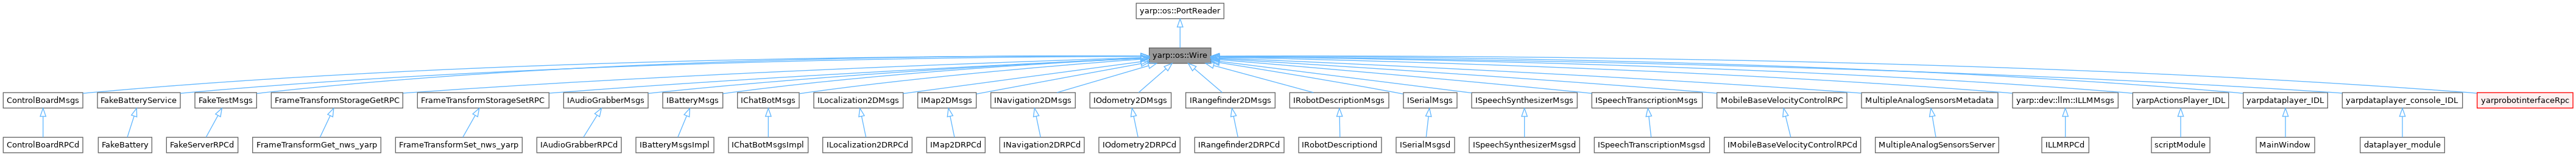 yarp::os::PortReader
yarp::os::Wire
ControlBoardMsgs
FakeBatteryService
FakeTestMsgs
FrameTransformStorageGetRPC
FrameTransformStorageSetRPC
IAudioGrabberMsgs
IBatteryMsgs
IChatBotMsgs
ILocalization2DMsgs
IMap2DMsgs
INavigation2DMsgs
IOdometry2DMsgs
IRangefinder2DMsgs
IRobotDescriptionMsgs
ISerialMsgs
ISpeechSynthesizerMsgs
ISpeechTranscriptionMsgs
MobileBaseVelocityControlRPC
MultipleAnalogSensorsMetadata
yarp::dev::llm::ILLMMsgs
yarpActionsPlayer_IDL
yarpdataplayer_IDL
yarpdataplayer_console_IDL
yarprobotinterfaceRpc
ControlBoardRPCd
FakeBattery
FakeServerRPCd
FrameTransformGet_nws_yarp
FrameTransformSet_nws_yarp
IAudioGrabberRPCd
IBatteryMsgsImpl
IChatBotMsgsImpl
ILocalization2DRPCd
IMap2DRPCd
INavigation2DRPCd
IOdometry2DRPCd
IRangefinder2DRPCd
IRobotDescriptiond
ISerialMsgsd
ISpeechSynthesizerMsgsd
ISpeechTranscriptionMsgsd
IMobileBaseVelocityControlRPCd
MultipleAnalogSensorsServer
ILLMRPCd
scriptModule
MainWindow
dataplayer_module